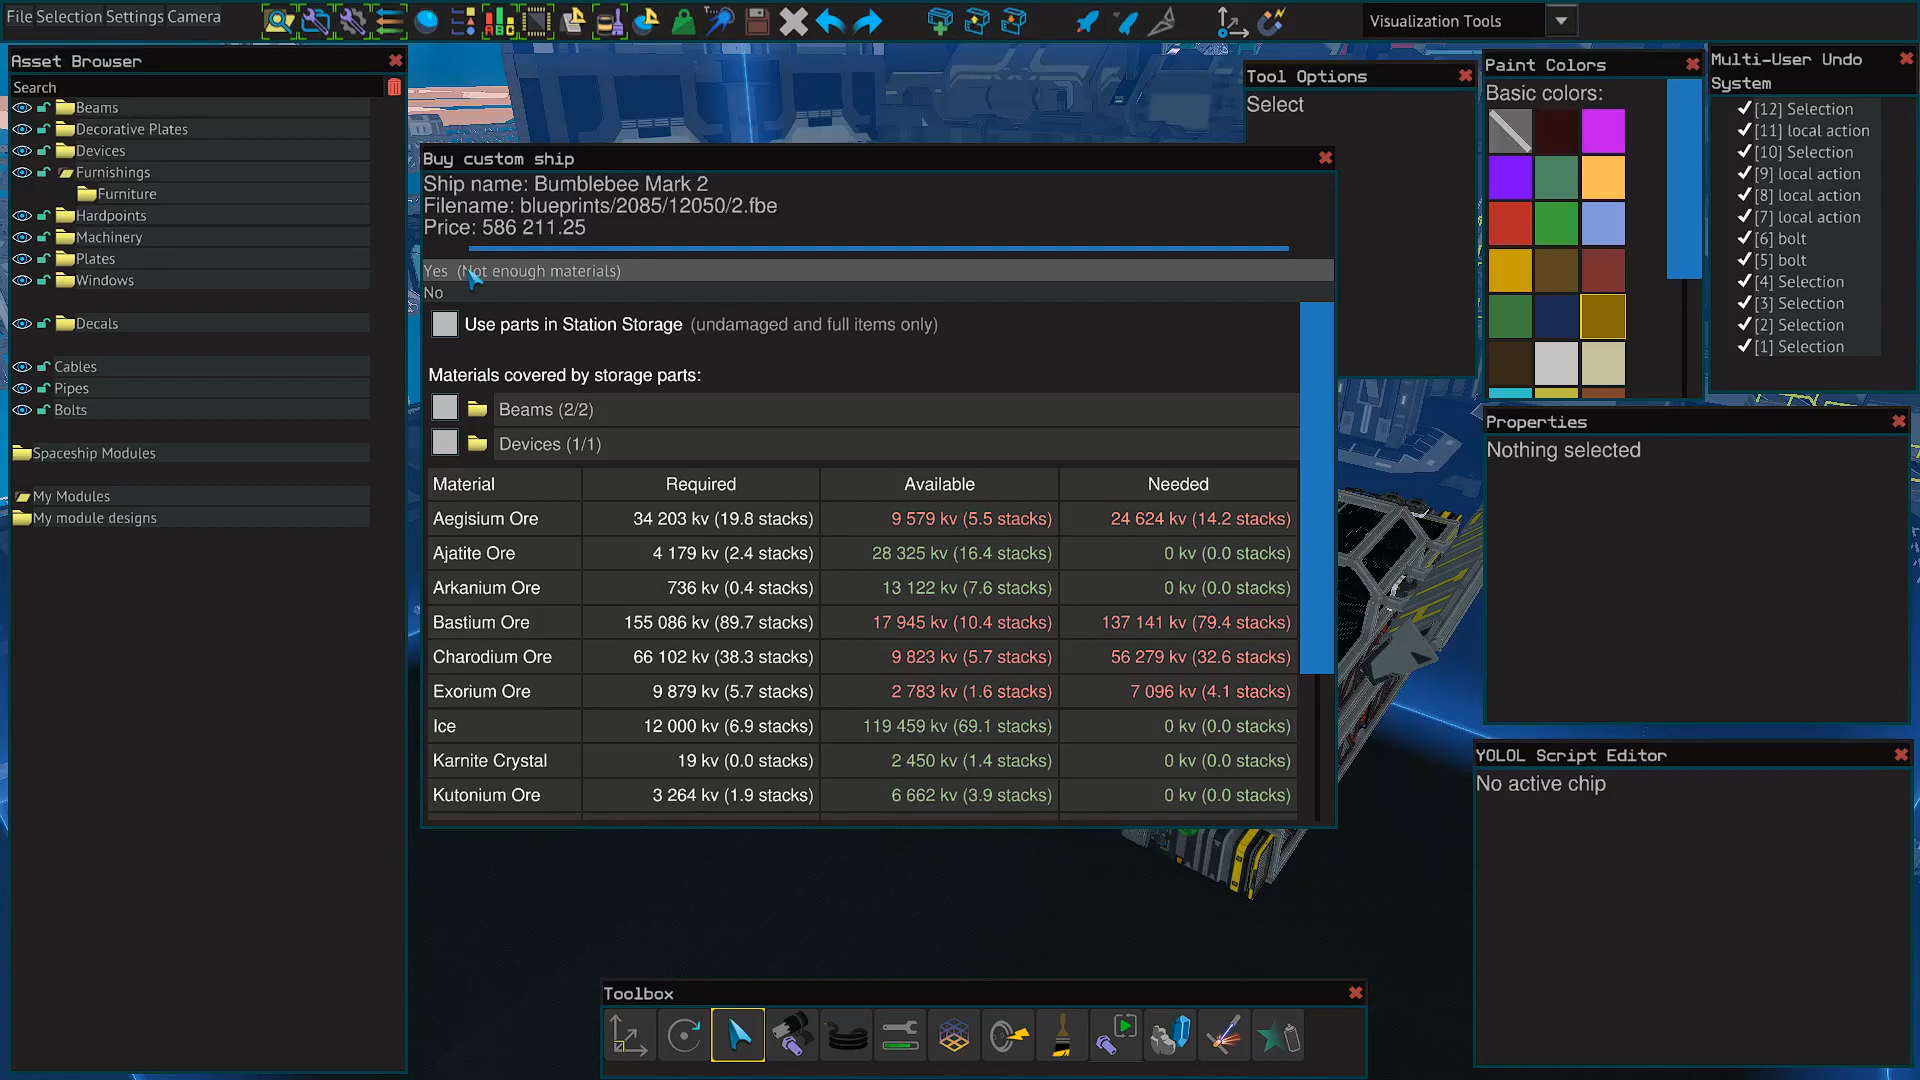 File Selection Settings Camera
Visualization Tools
Asset Browser
Search
Beams
Decorative Plates
Devices
Furnishings
Furniture
Hardpoints
Machinery
Plates
Windows
Decals
Cables
Pipes
Bolts
Spaceship Modules
My Modules
My module designs
Buy custom ship
Ship name: Bumblebee Mark 2
Filename: blueprints/2085/12050/2.fbe
Price: 586 211.25
Yes (Not enough materials)
No
Use parts in Station Storage (undamaged and full items only)
Materials covered by storage parts:
Beams (2/2)
Devices (1/1)
Material Required Available Needed
Aegisium Ore 34 203 kv (19.8 stacks) 9 579 kv (5.5 stacks) 24 624 kv (14.2 stacks)
Ajatite Ore 4 179 kv (2.4 stacks) 28 325 kv (16.4 stacks) 0 kv (0.0 stacks)
Arkanium Ore 736 kv (0.4 stacks) 13 122 kv (7.6 stacks) 0 kv (0.0 stacks)
Bastium Ore 155 086 kv (89.7 stacks) 17 945 kv (10.4 stacks) 137 141 kv (79.4 stacks)
Charodium Ore 66 102 kv (38.3 stacks) 9 823 kv (5.7 stacks) 56 279 kv (32.6 stacks)
Exorium Ore 9 879 kv (5.7 stacks) 2 783 kv (1.6 stacks) 7 096 kv (4.1 stacks)
Ice 12 000 kv (6.9 stacks) 119 459 kv (69.1 stacks) 0 kv (0.0 stacks)
Karnite Crystal 19 kv (0.0 stacks) 2 450 kv (1.4 stacks) 0 kv (0.0 stacks)
Kutonium Ore 3 264 kv (1.9 stacks) 6 662 kv (3.9 stacks) 0 kv (0.0 stacks)
Tool Options
Select
Paint Colors
Basic colors:
Multi-User Undo
System
[12] Selection
[11] local action
[10] Selection
[9] local action
[8] local action
[7] local action
[6] bolt
[5] bolt
[4] Selection
[3] Selection
[2] Selection
[1] Selection
Properties
Nothing selected
YOLOL Script Editor
No active chip
Toolbox
ABC